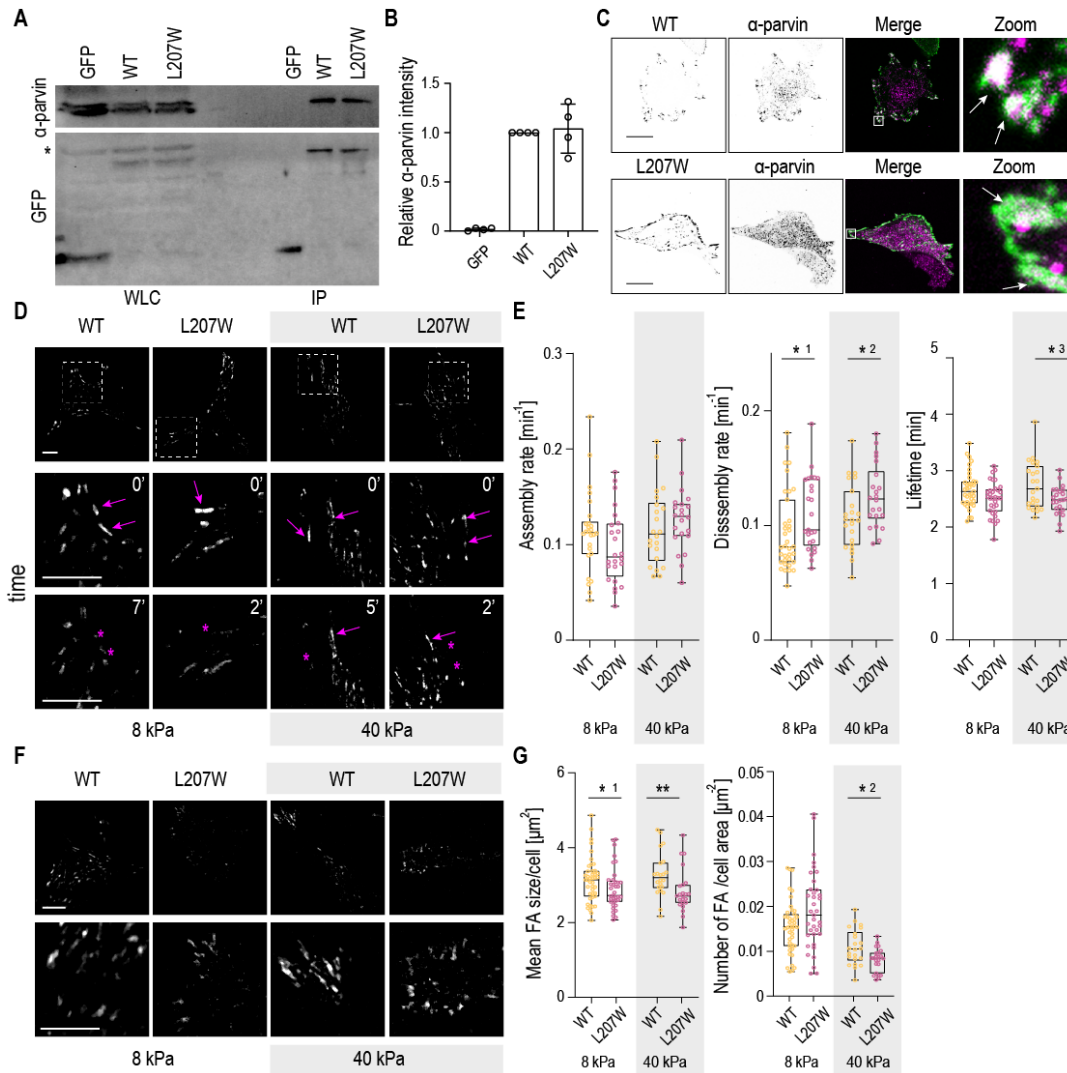 A
GFP
WT
L207W
GFP
WT
L207W
α-parvin
*
GFP
WLC
IP
B
Relative α-parvin intensity
1.5
1.0
0.5
0
GFP
WT
L207W
C
WT
α-parvin
Merge
Zoom
L207W
α-parvin
Merge
Zoom
D
WT
L207W
WT
L207W
time
0’
0’
0’
0’
7’
2’
5’
2’
*
*
*
*
*
*
8 kPa
40 kPa
E
Assembly rate [min-1]
0.3
0.2
0.1
0
WT
L207W
WT
L207W
8 kPa
40 kPa
Disssembly rate [min-1]
0.3
0.2
0.1
0
* 1
* 2
WT
L207W
WT
L207W
8 kPa
40 kPa
Lifetime [min]
5
4
3
2
1
0
* 3
WT
L207W
WT
L207W
8 kPa
40 kPa
F
WT
L207W
WT
L207W
8 kPa
40 kPa
G
Mean FA size/cell [µm2]
6
4
2
0
* 1
**
WT
L207W
WT
L207W
8 kPa
40 kPa
Number of FA /cell area [µm-2]
0.05
0.04
0.03
0.02
0.01
0
* 2
WT
L207W
WT
L207W
8 kPa
40 kPa